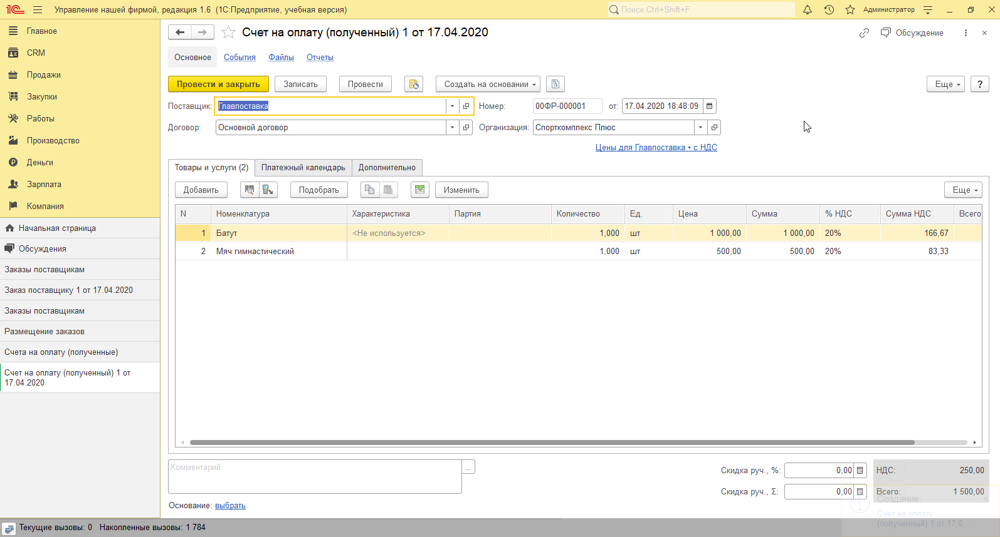 1С Управление нашей фирмой, редакция 1.6 (1С:Предприятие, учебная версия)
Поиск Ctrl+Shift+F
Администратор
Главное
CRM
Продажи
Закупки
Работы
Производство
Деньги
Зарплата
Компания
Начальная страница
Обсуждения
Заказы поставщикам
Заказ поставщику 1 от 17.04.2020
Заказы поставщикам
Размещение заказов
Счета на оплату (полученные)
Счет на оплату (полученный) 1 от
17.04.2020
Счет на оплату (полученный) 1 от 17.04.2020
Обсуждение
Основное События Файлы Отчеты
Провести и закрыть Записать Провести Создать на основании Еще ?
Поставщик: Главпоставка Номер: 00ФР-000001 от: 17.04.2020 18:48:09
Договор: Основной договор Организация: Спорткомплекс Плюс
Цены для Главпоставка • с НДС
Товары и услуги (2) Платежный календарь Дополнительно
Добавить Подобрать Изменить Еще
N Номенклатура Характеристика Партия Количество Ед. Цена Сумма % НДС Сумма НДС Всего
1 Батут <Не используется> 1,000 шт 1 000,00 1 000,00 20% 166,67
2 Мяч гимнастический 1,000 шт 500,00 500,00 20% 83,33
Комментарий ...
Скидка руч., %: 0,00 НДС: 250,00
Скидка руч., Σ: 0,00 Всего: 1 500,00
Основание: выбрать
1 Создание:
Счет на оплату
(полученный) 1 от 17.0...
Текущие вызовы: 0 Накопленные вызовы: 1 784